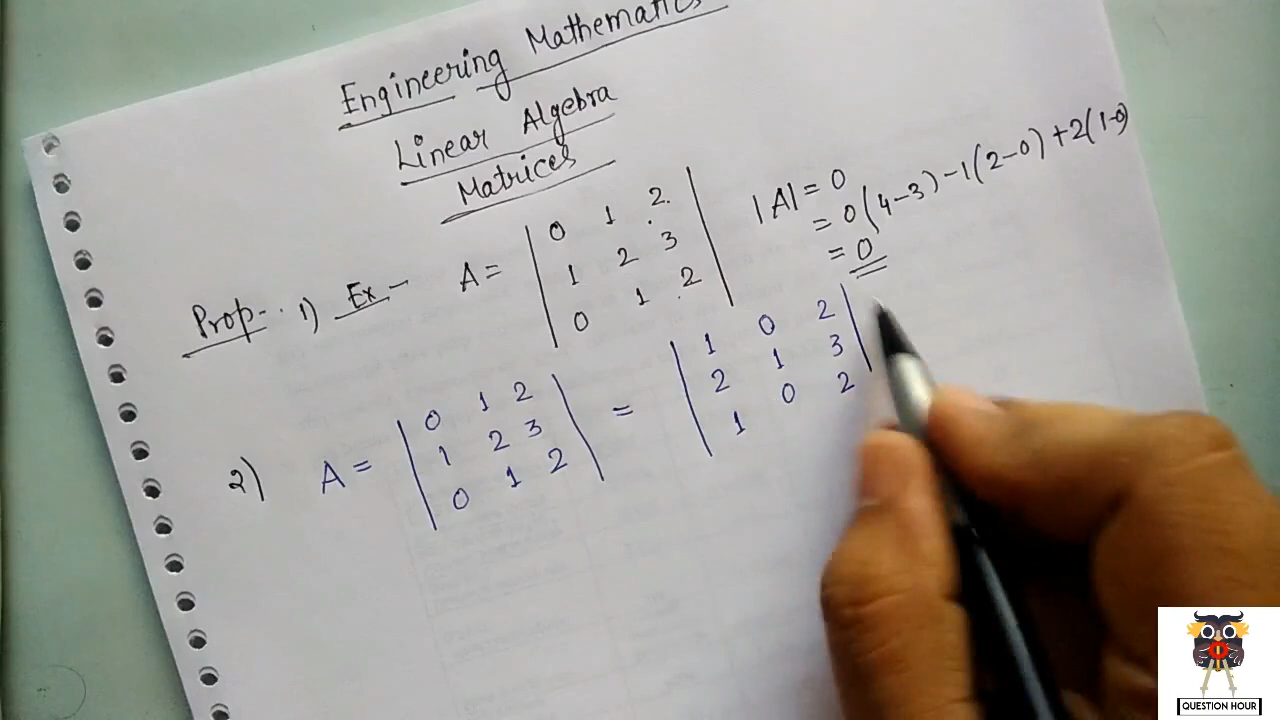 Engineering Mathematics
Linear Algebra
Matrices
Prop- 1) Ex - A = | 0 1 2 |
| 1 2 3 |
| 0 1 2 |
|A| = 0
= 0(4-3) -1(2-0) +2(1-0)
= 0
2) A = | 0 1 2 | = | 1 0 2 |
| 1 2 3 | | 2 1 3 |
| 0 1 2 | | 1 0 2 |
QUESTION HOUR